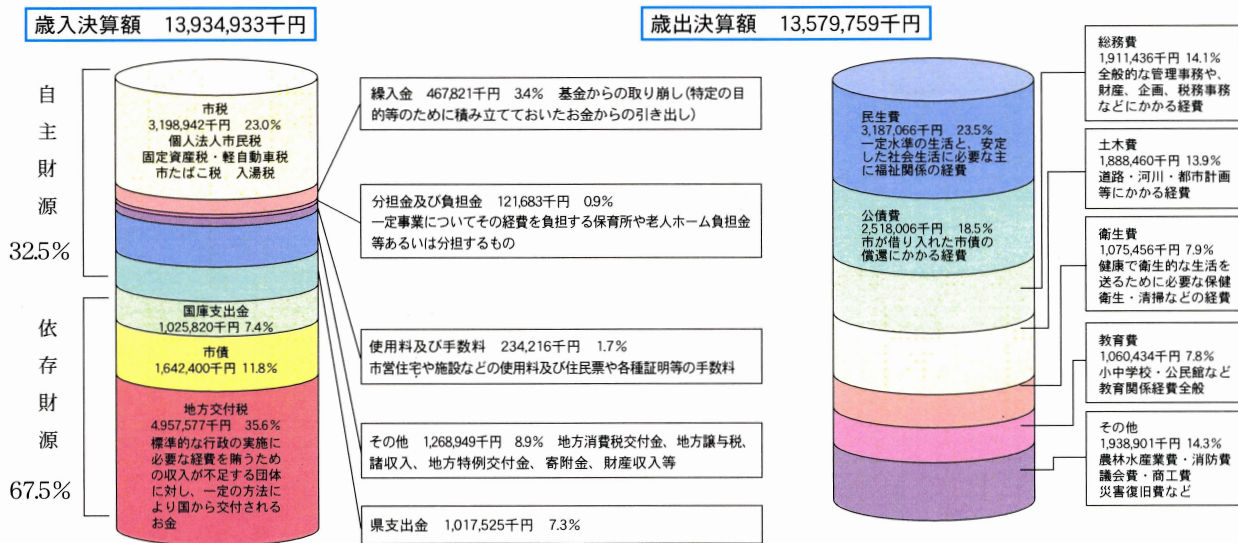 歳入決算額 13,934,933千円
自主財源
32.5%
依存財源
67.5%
市税
3,198,942千円 23.0%
個人法人市民税
固定資産税・軽自動車税
市たばこ税 入湯税
国庫支出金
1,025,820千円 7.4%
市債
1,642,400千円 11.8%
地方交付税
4,957,577千円 35.6%
標準的な行政の実施に
必要な経費を賄うため
の収入が不足する団体
に対し、一定の方法に
より国から交付される
お金
繰入金 467,821千円 3.4% 基金からの取り崩し(特定の目
的等のために積み立てておいたお金からの引き出し)
分担金及び負担金 121,683千円 0.9%
一定事業についてその経費を負担する保育所や老人ホーム負担金
等あるいは分担するもの
使用料及び手数料 234,216千円 1.7%
市営住宅や施設などの使用料及び住民票や各種証明等の手数料
その他 1,268,949千円 8.9% 地方消費税交付金、地方譲与税、
諸収入、地方特例交付金、寄附金、財産収入等
県支出金 1,017,525千円 7.3%
歳出決算額 13,579,759千円
民生費
3,187,066千円 23.5%
一定水準の生活と、安定
した社会生活に必要な主
に福祉関係の経費
公債費
2,518,006千円 18.5%
市が借り入れた市債の
償還にかかる経費
総務費
1,911,436千円 14.1%
全般的な管理事務や、
財産、企画、税務事務
などにかかる経費
土木費
1,888,460千円 13.9%
道路・河川・都市計画
等にかかる経費
衛生費
1,075,456千円 7.9%
健康で衛生的な生活を
送るために必要な保健
衛生・清掃などの経費
教育費
1,060,434千円 7.8%
小中学校・公民館など
教育関係経費全般
その他
1,938,901千円 14.3%
農林水産業費・消防費
議会費・商工費
災害復旧費など